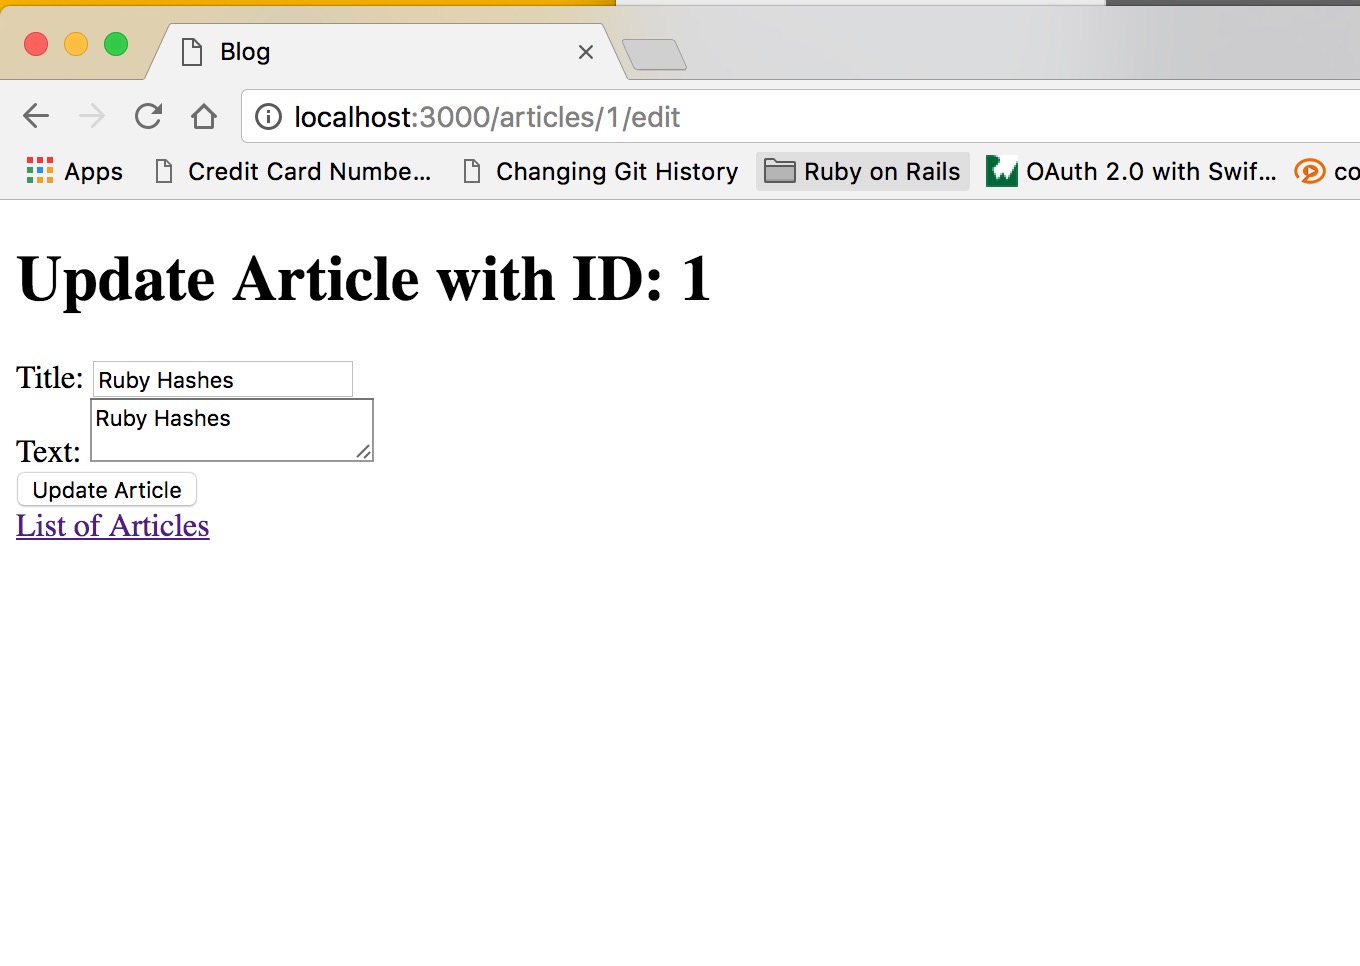 Blog
localhost:3000/articles/1/edit
Apps Credit Card Numbe... Changing Git History Ruby on Rails OAuth 2.0 with Swif... co
Update Article with ID: 1
Title: Ruby Hashes
Text: Ruby Hashes
Update Article
List of Articles